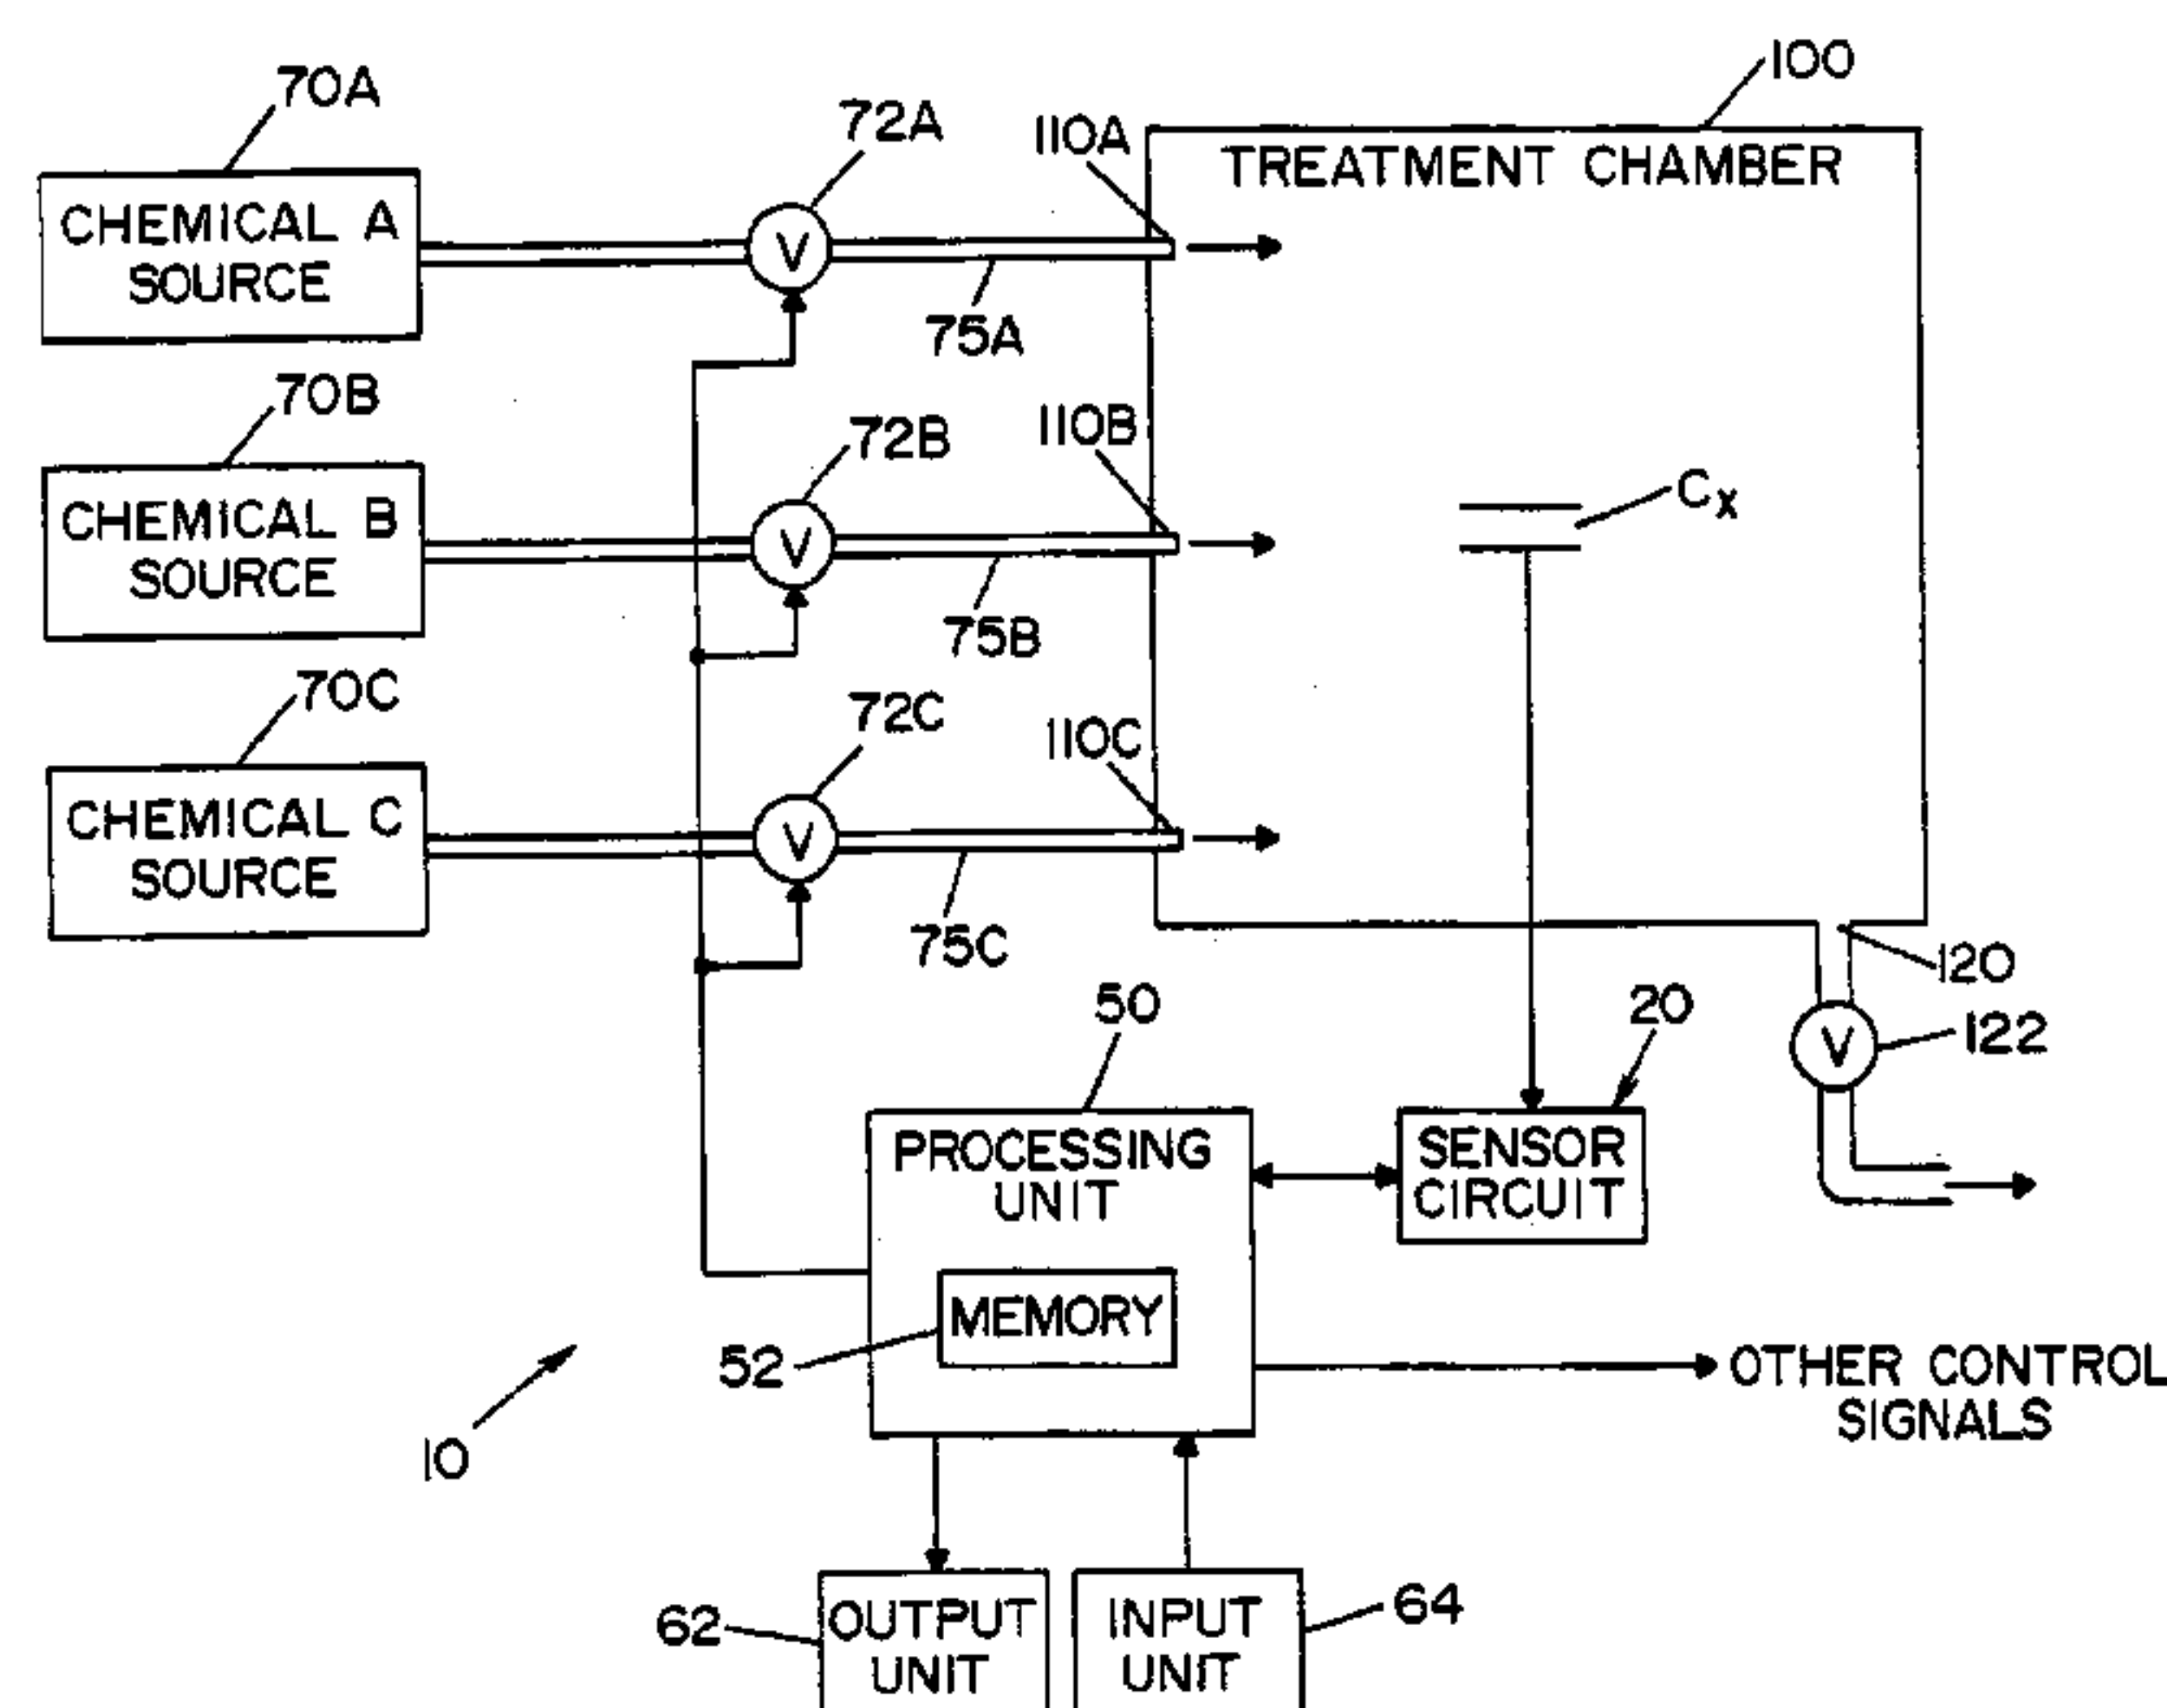 100
70A
72A
110A
TREATMENT CHAMBER
CHEMICAL A
SOURCE
V
75A
70B
72B
110B
CX
CHEMICAL B
SOURCE
V
75B
70C
72C
110C
CHEMICAL C
SOURCE
V
75C
120
50
20
122
V
PROCESSING
UNIT
SENSOR
CIRCUIT
MEMORY
52
OTHER CONTROL
SIGNALS
10
62
OUTPUT
UNIT
INPUT
UNIT
64